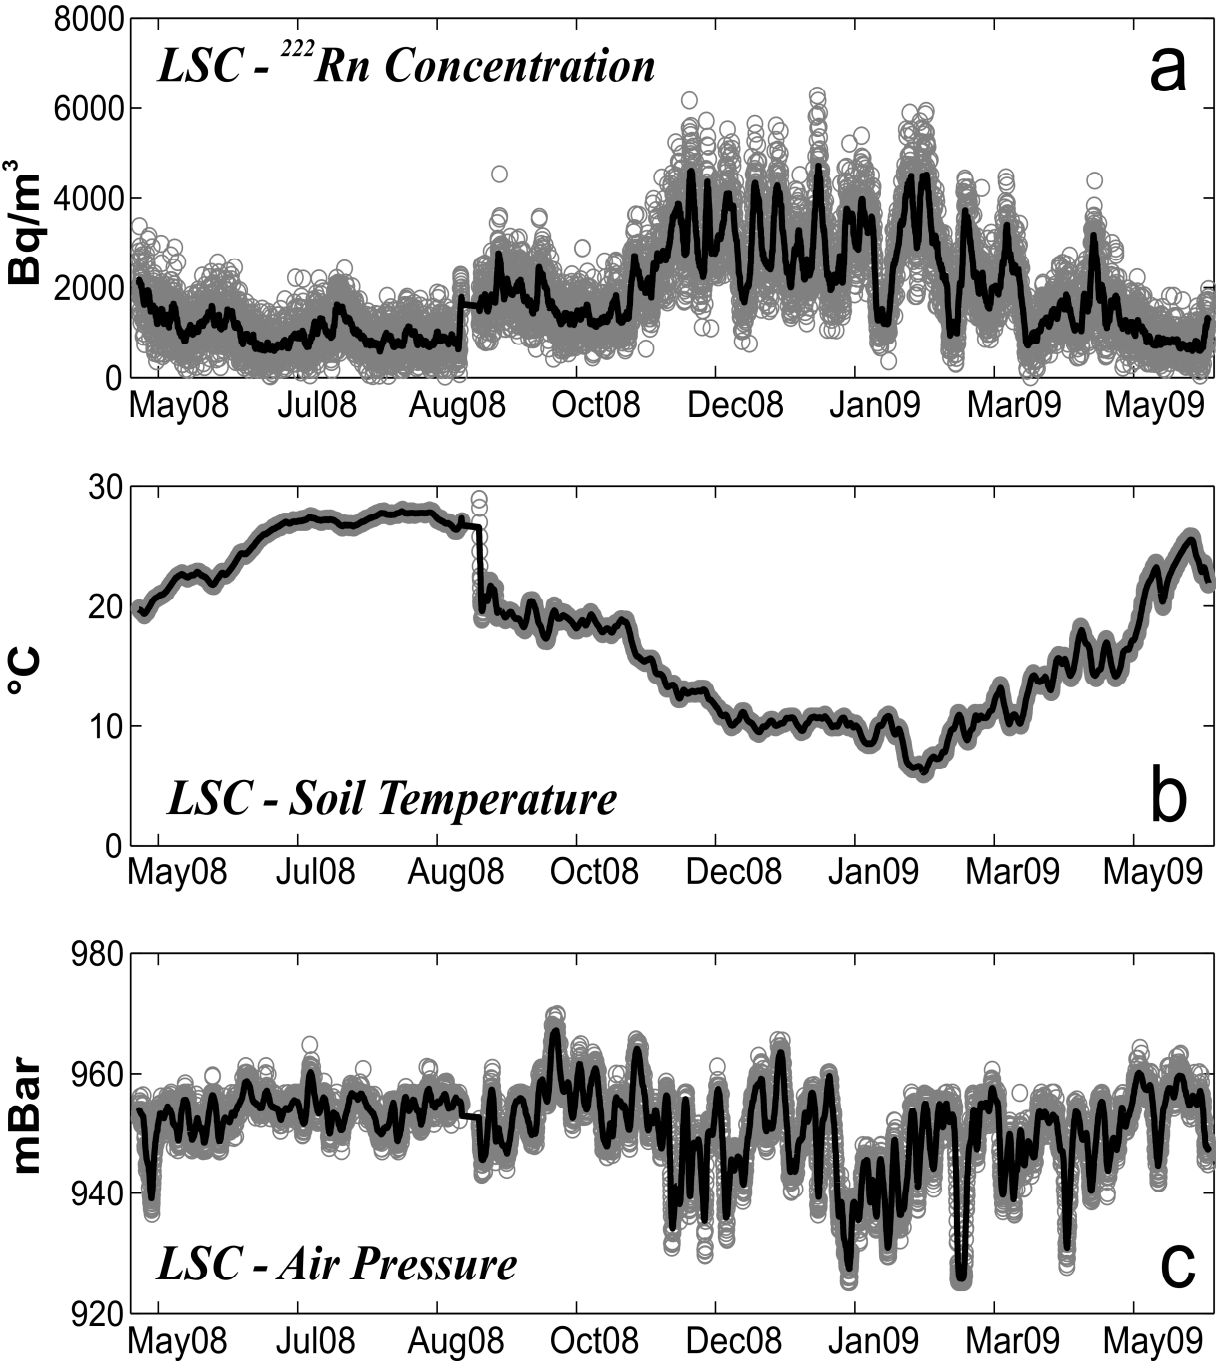 8000
LSC - ²²²Rn Concentration
a
6000
4000
2000
0
Bq/m³
May08 Jul08 Aug08 Oct08 Dec08 Jan09 Mar09 May09
30
20
10
0
°C
LSC - Soil Temperature
b
May08 Jul08 Aug08 Oct08 Dec08 Jan09 Mar09 May09
980
960
940
920
mBar
LSC - Air Pressure
c
May08 Jul08 Aug08 Oct08 Dec08 Jan09 Mar09 May09